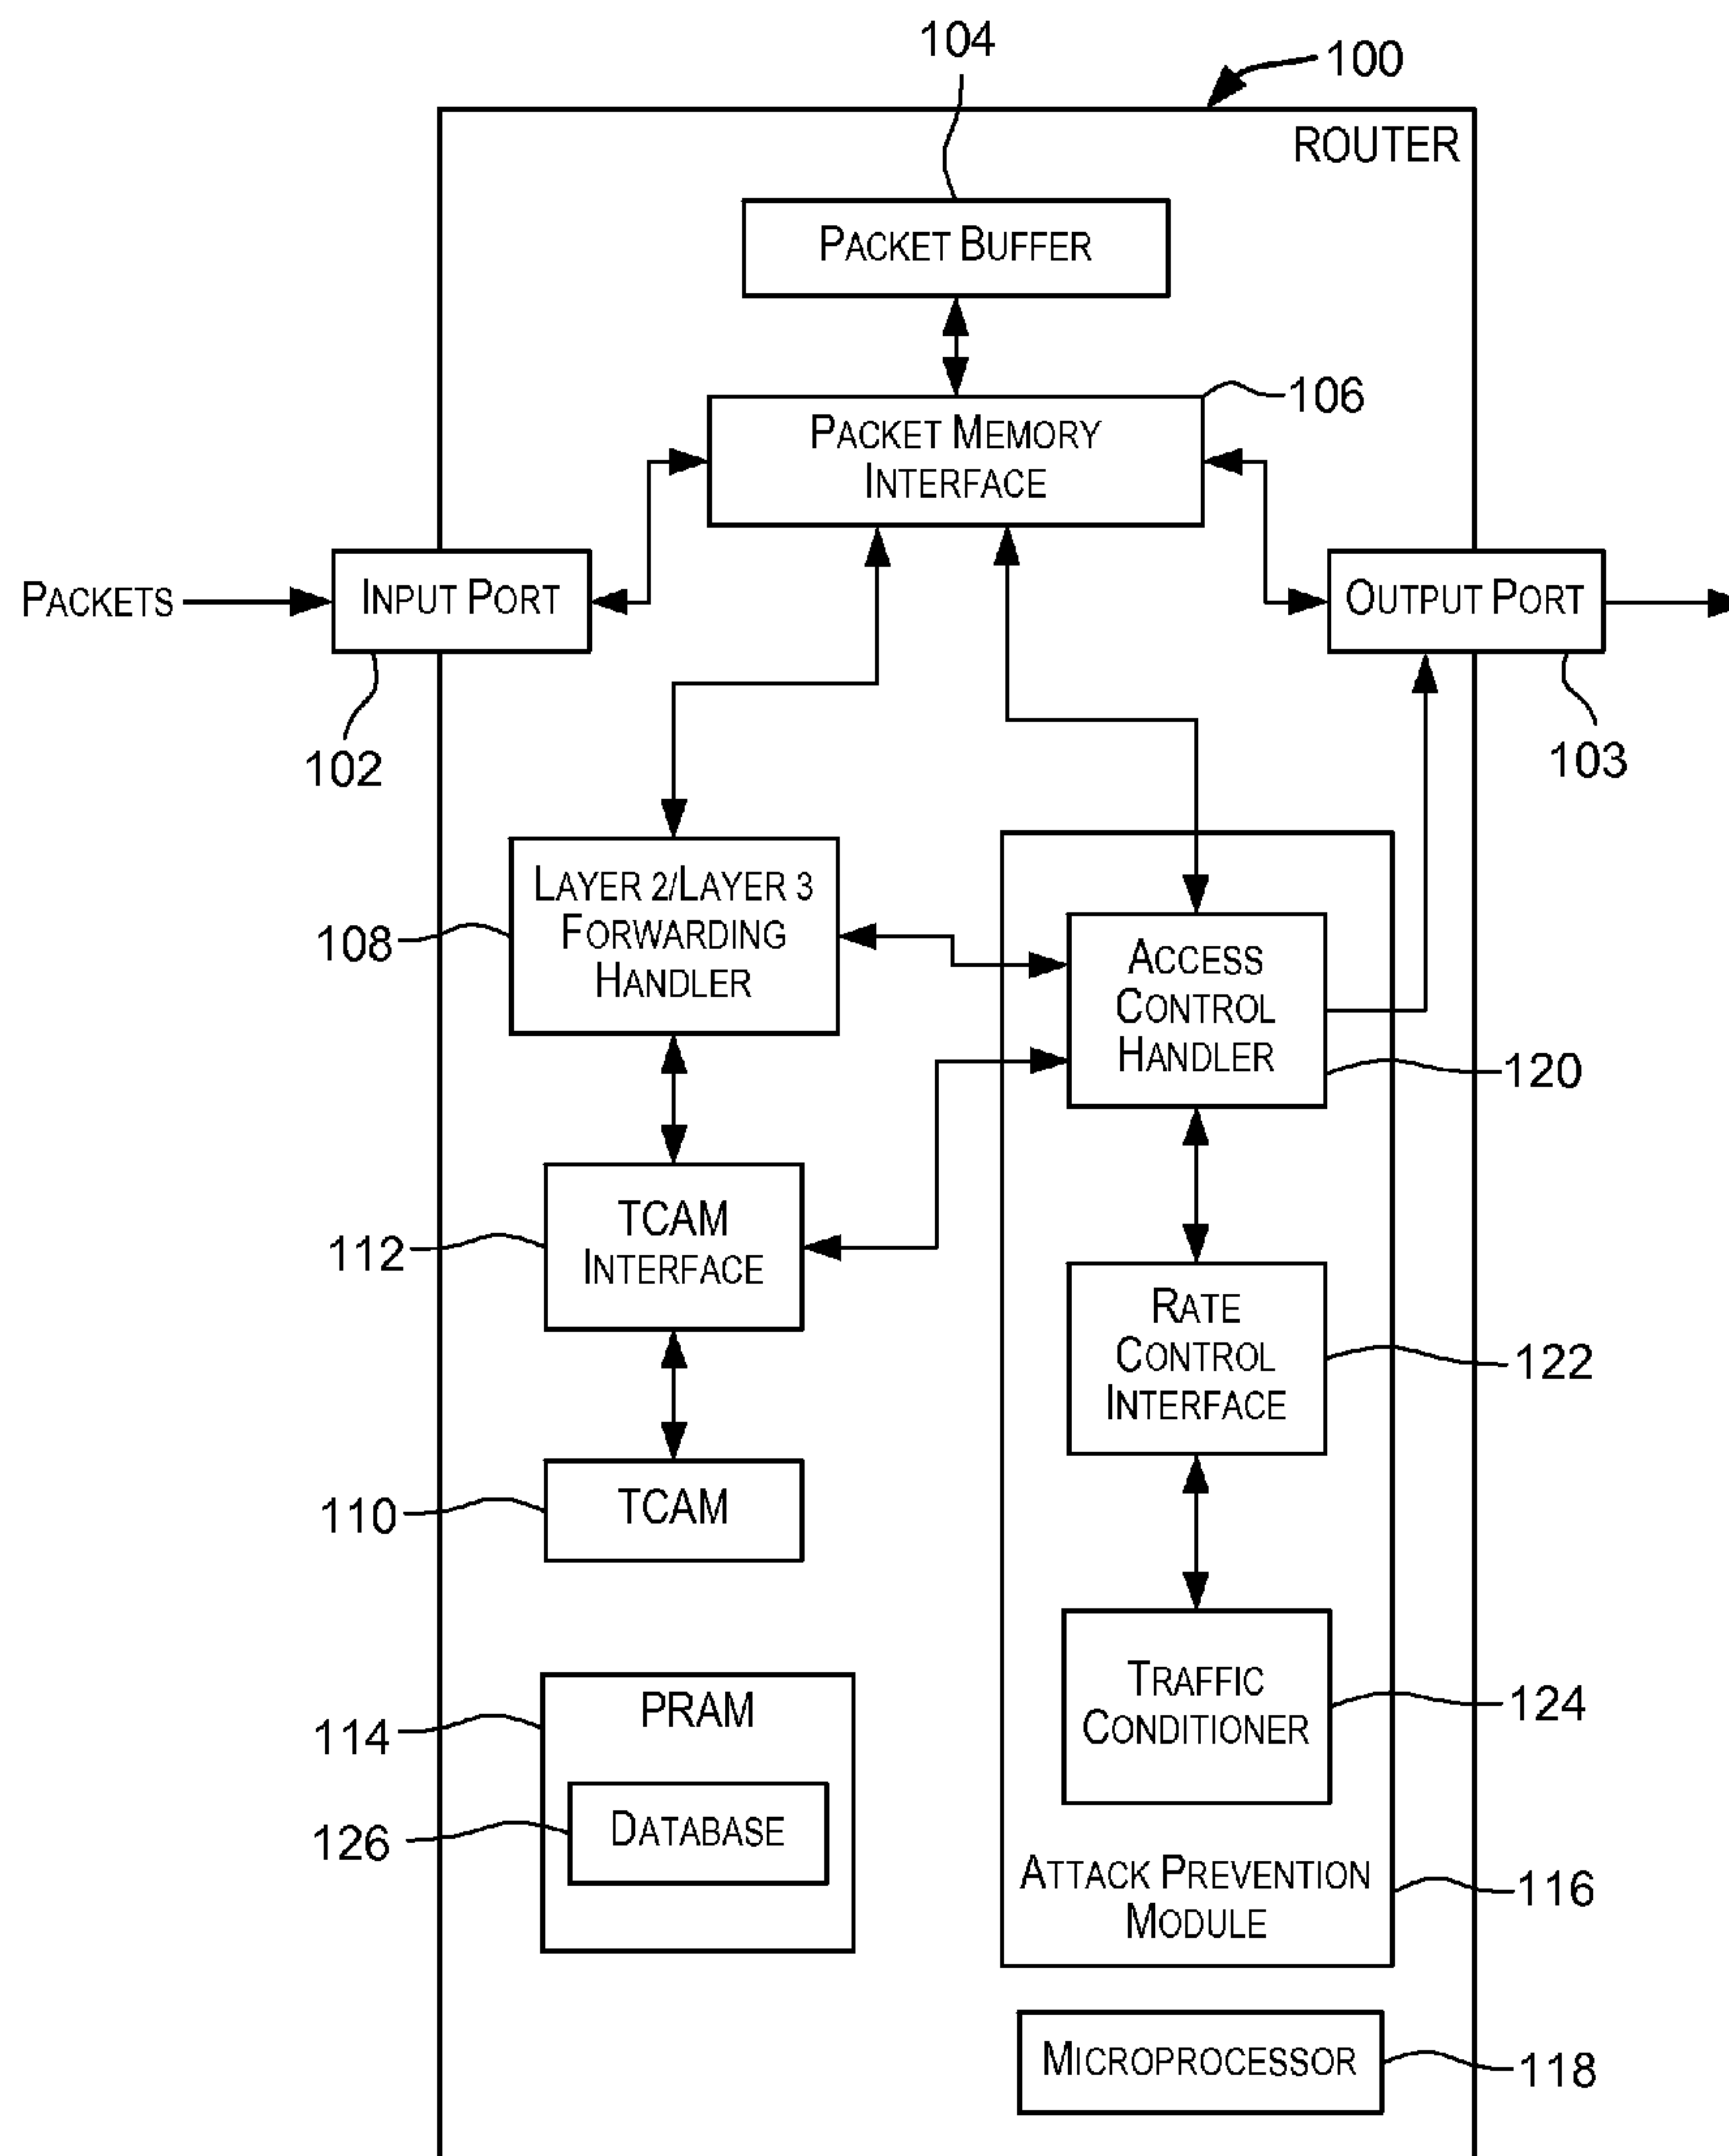 104
100
ROUTER
PACKET BUFFER
106
PACKET MEMORY
INTERFACE
PACKETS
INPUT PORT
OUTPUT PORT
102
103
LAYER 2/LAYER 3
FORWARDING
HANDLER
108
ACCESS
CONTROL
HANDLER
120
TCAM
INTERFACE
112
RATE
CONTROL
INTERFACE
122
TCAM
110
TRAFFIC
CONDITIONER
124
PRAM
114
DATABASE
126
ATTACK PREVENTION
MODULE
116
MICROPROCESSOR
118